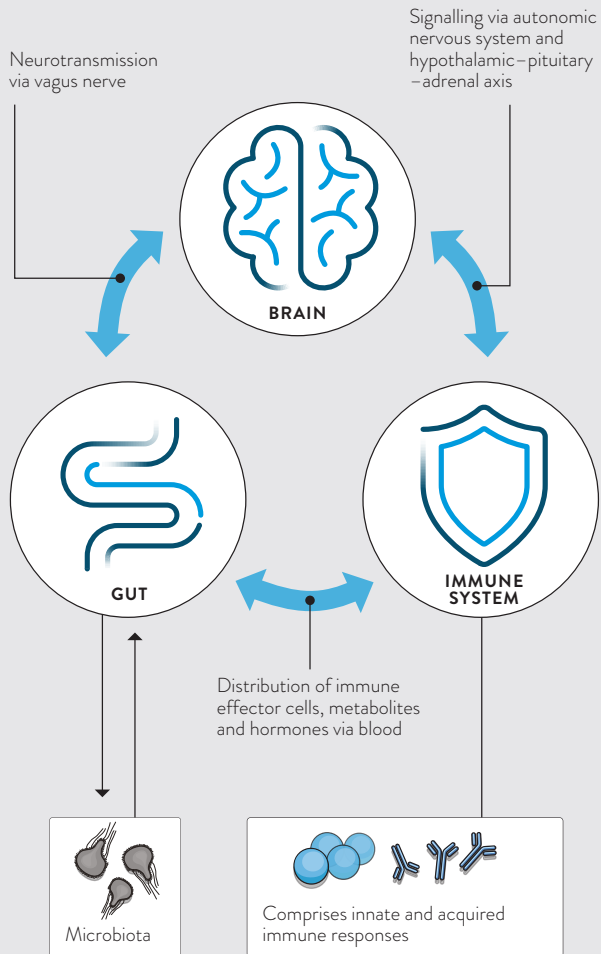 Signalling via autonomic
nervous system and
hypothalamic–pituitary
–adrenal axis
Neurotransmission
via vagus nerve
BRAIN
GUT
IMMUNE
SYSTEM
Distribution of immune
effector cells, metabolites
and hormones via blood
Microbiota
Comprises innate and acquired
immune responses